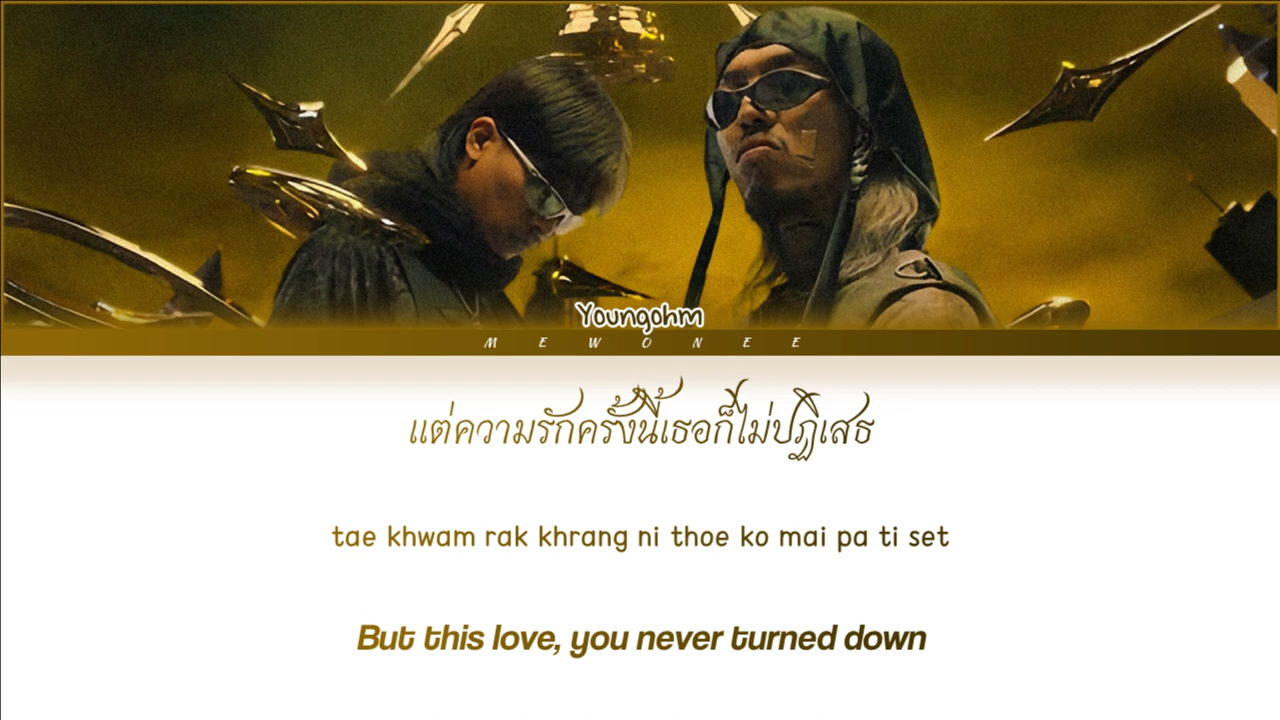 Youngohm
MEWONEE
แต่ความรักครั้งนี้เธอก็ไม่ปฏิเสธ
tae khwam rak khrang ni thoe ko mai pa ti set
But this love, you never turned down